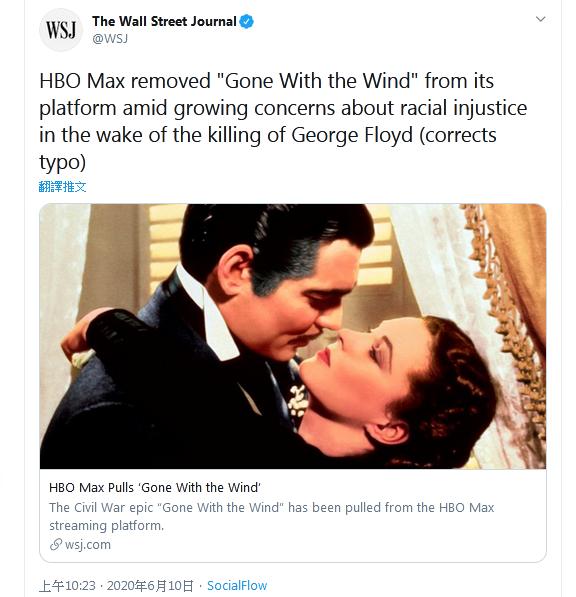 WSJ
The Wall Street Journal
@WSJ
HBO Max removed "Gone With the Wind" from its
platform amid growing concerns about racial injustice
in the wake of the killing of George Floyd (corrects
typo)
翻譯推文
HBO Max Pulls ‘Gone With the Wind’
The Civil War epic “Gone With the Wind” has been pulled from the HBO Max
streaming platform.
wsj.com
上午10:23 · 2020年6月10日 · SocialFlow